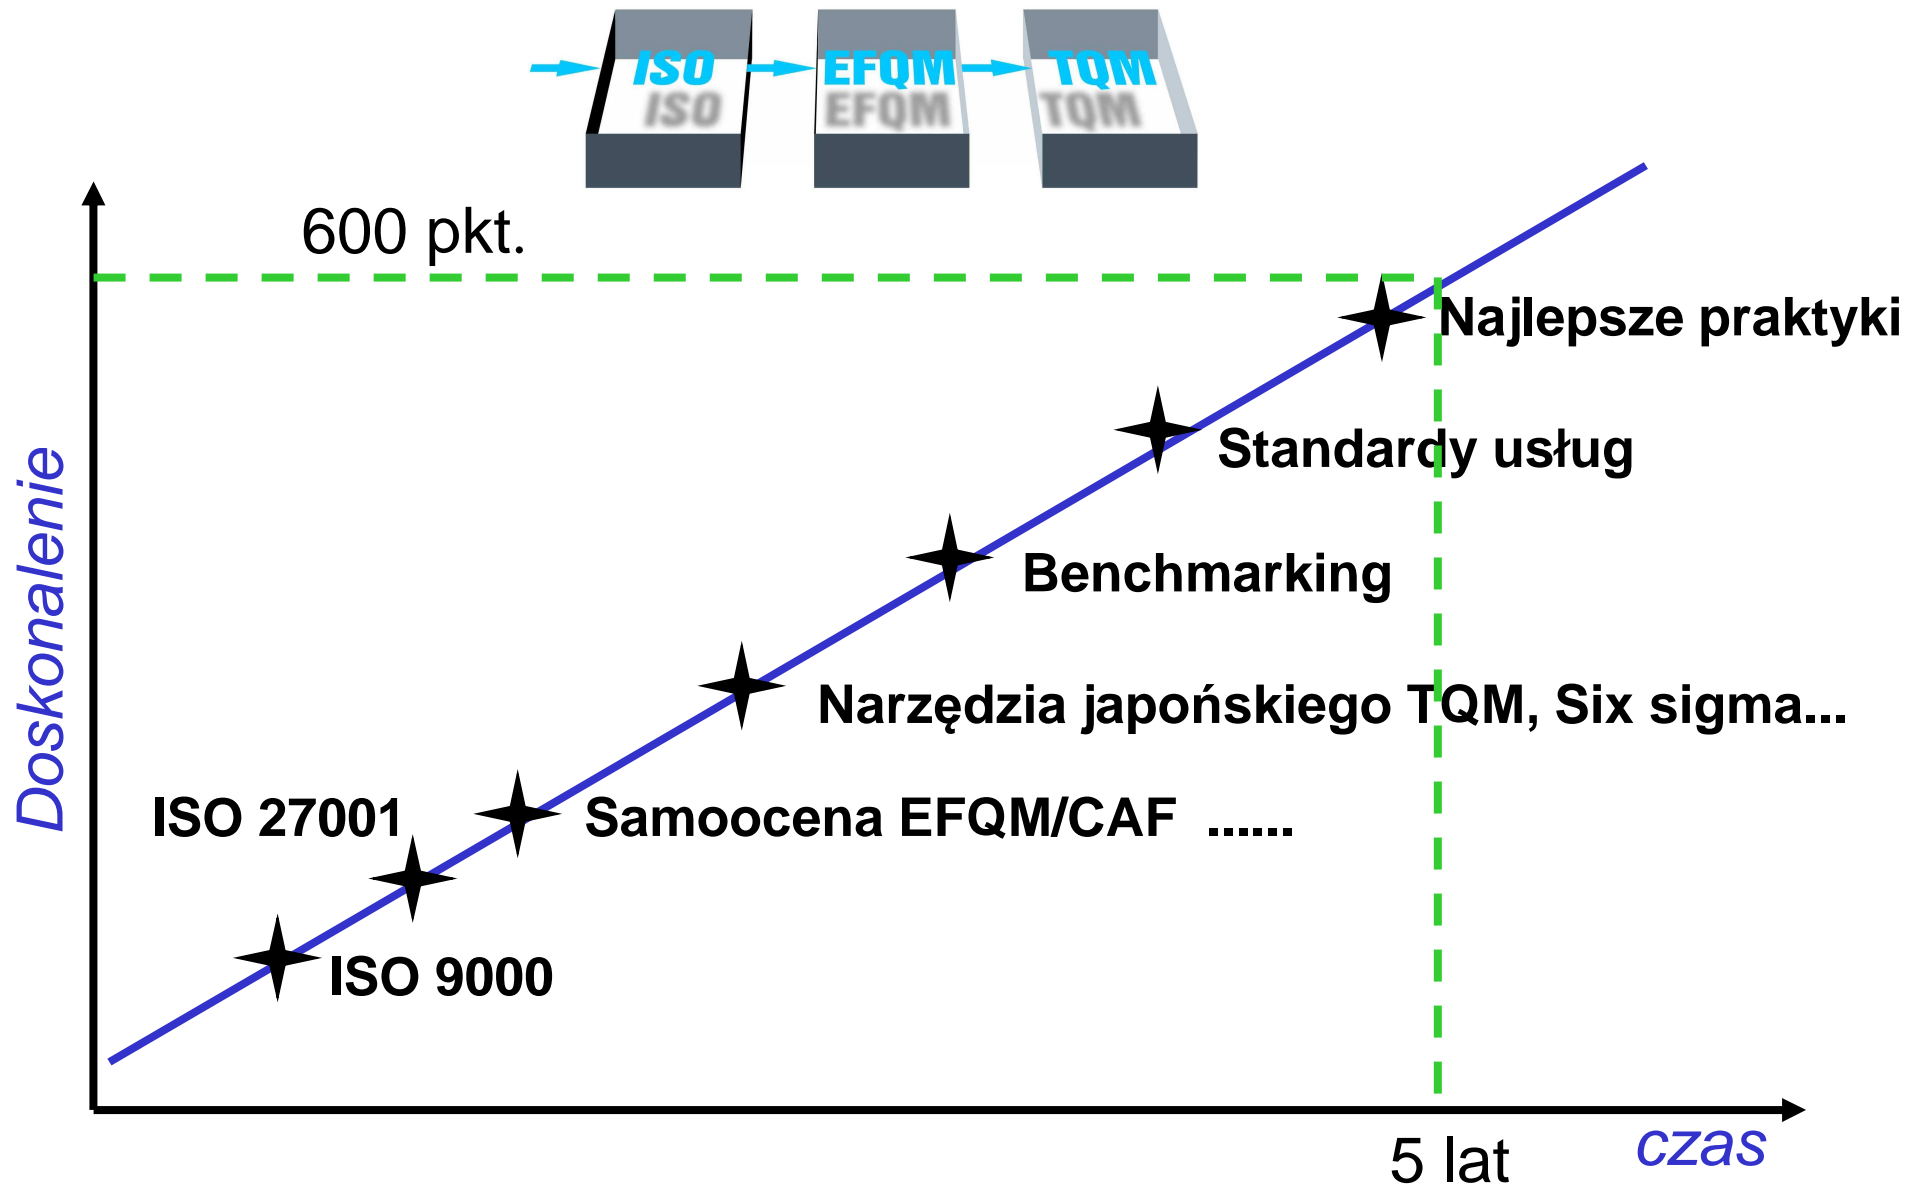 ISO EFQM TQM
ISO EFQM TQM
600 pkt.
Najlepsze praktyki
Standardy usług
Benchmarking
Doskonalenie
Narzędzia japońskiego TQM, Six sigma...
ISO 27001
Samoocena EFQM/CAF ......
ISO 9000
czas
5 lat